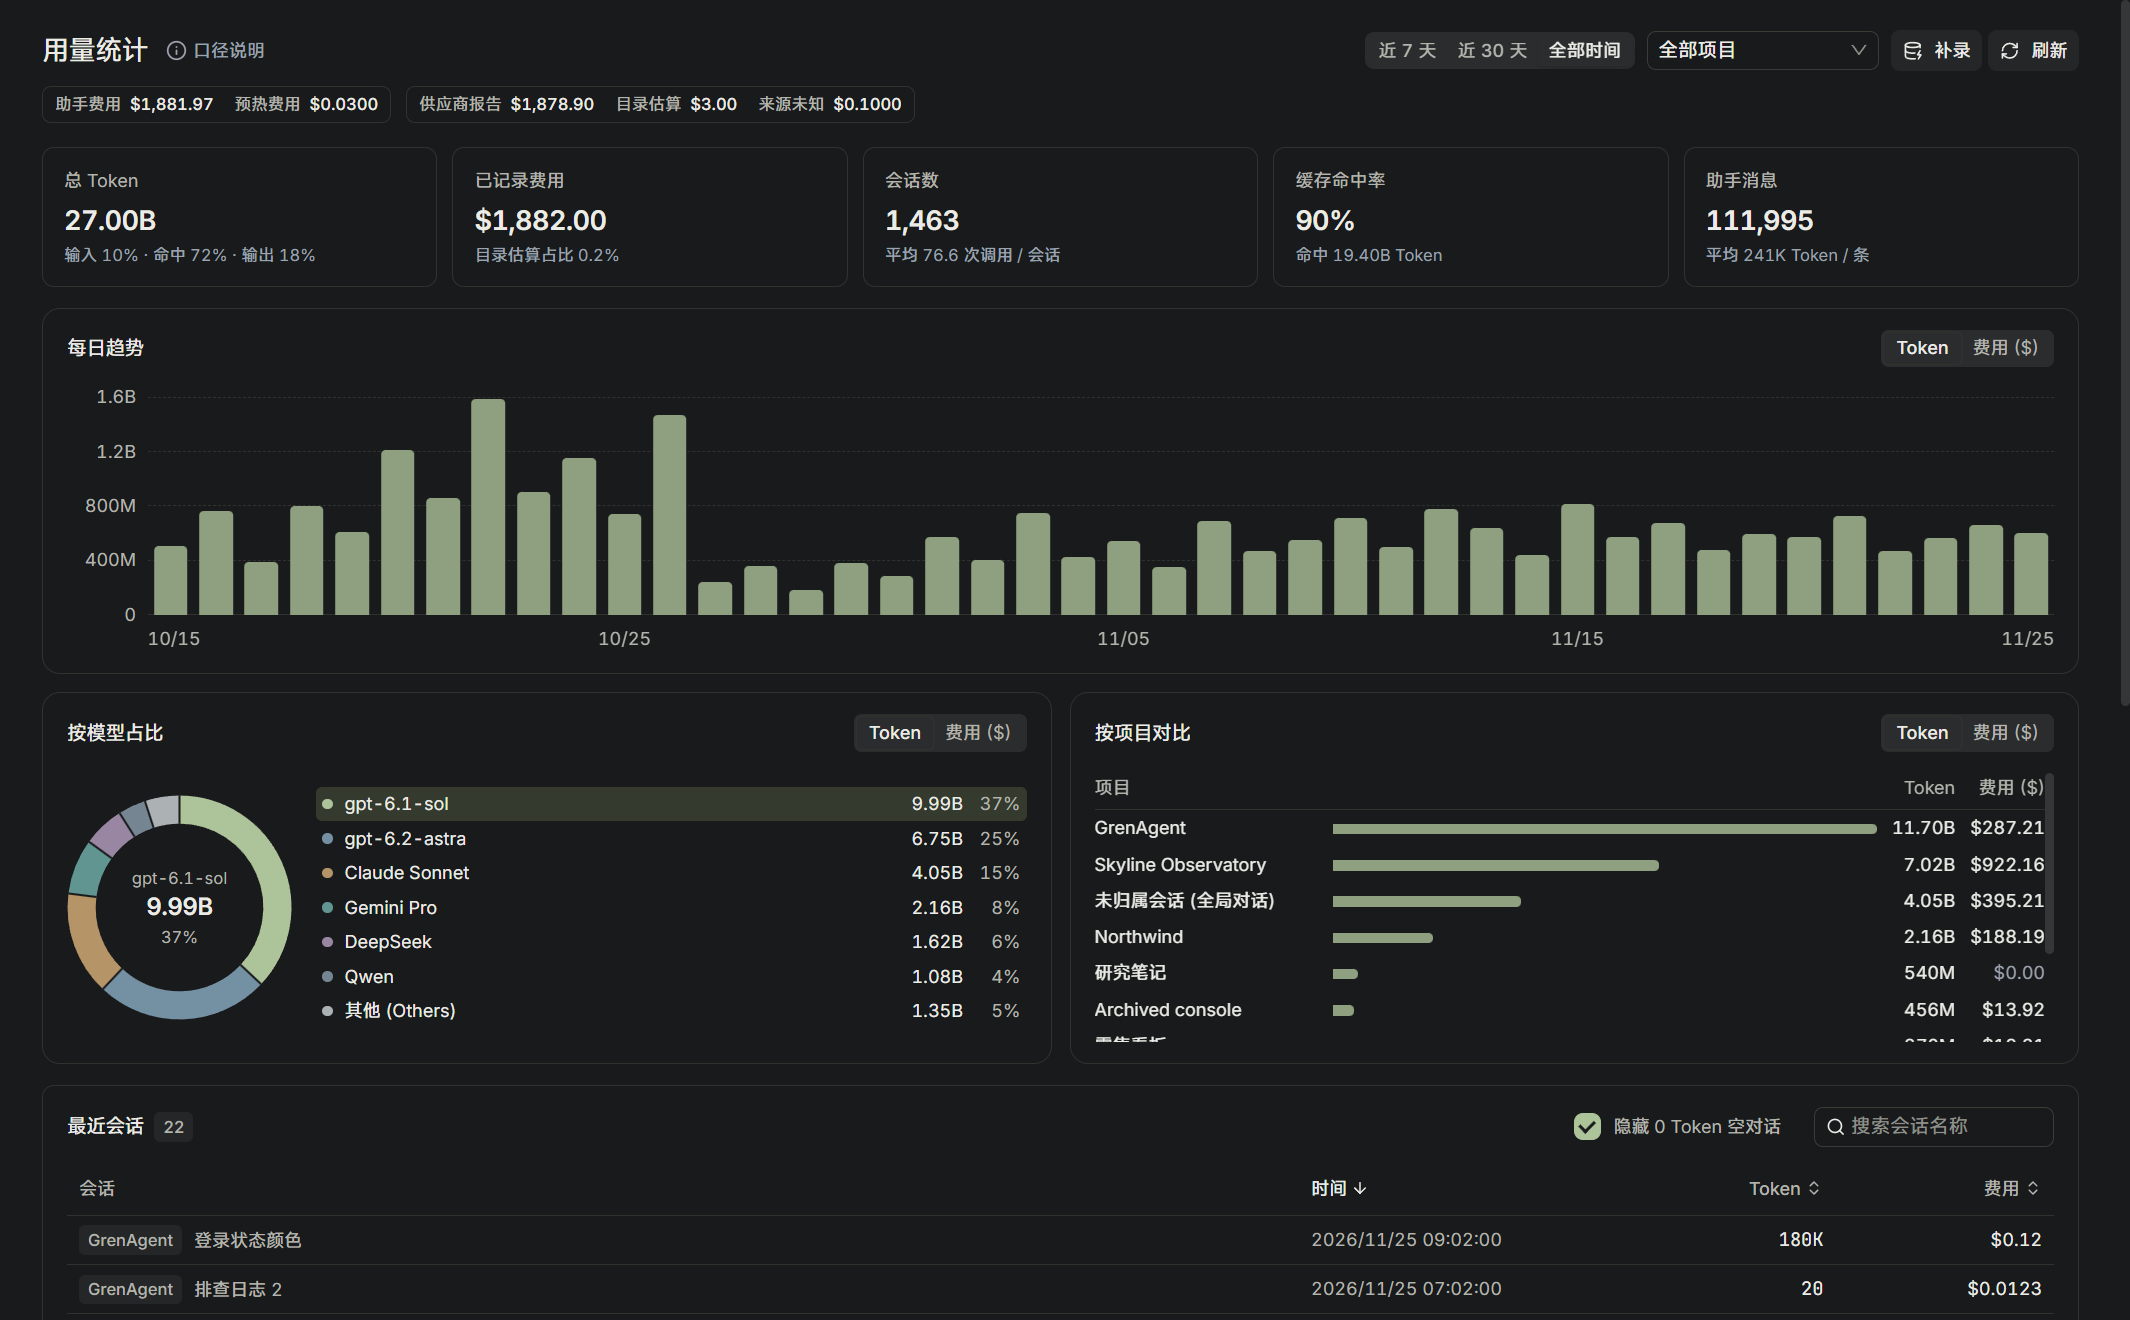 用量统计 口径说明 近 7 天 近 30 天 全部时间 全部项目 补录 刷新
助手费用 $1,881.97 预热费用 $0.0300 供应商报告 $1,878.90 目录估算 $3.00 来源未知 $0.1000
总 Token
27.00B
输入 10% · 命中 72% · 输出 18%
已记录费用
$1,882.00
目录估算占比 0.2%
会话数
1,463
平均 76.6 次调用 / 会话
缓存命中率
90%
命中 19.40B Token
助手消息
111,995
平均 241K Token / 条
每日趋势 Token 费用 ($)
1.6B
1.2B
800M
400M
0
10/15 10/25 11/05 11/15 11/25
按模型占比 Token 费用 ($)
gpt-6.1-sol
9.99B
37%
gpt-6.1-sol 9.99B 37%
gpt-6.2-astra 6.75B 25%
Claude Sonnet 4.05B 15%
Gemini Pro 2.16B 8%
DeepSeek 1.62B 6%
Qwen 1.08B 4%
其他 (Others) 1.35B 5%
按项目对比 Token 费用 ($)
项目 Token 费用 ($)
GrenAgent 11.70B $287.21
Skyline Observatory 7.02B $922.16
未归属会话 (全局对话) 4.05B $395.21
Northwind 2.16B $188.19
研究笔记 540M $0.00
Archived console 456M $13.92
最近会话 22 隐藏 0 Token 空对话 搜索会话名称
会话 时间 Token 费用
GrenAgent 登录状态颜色 2026/11/25 09:02:00 180K $0.12
GrenAgent 排查日志 2 2026/11/25 07:02:00 20 $0.0123